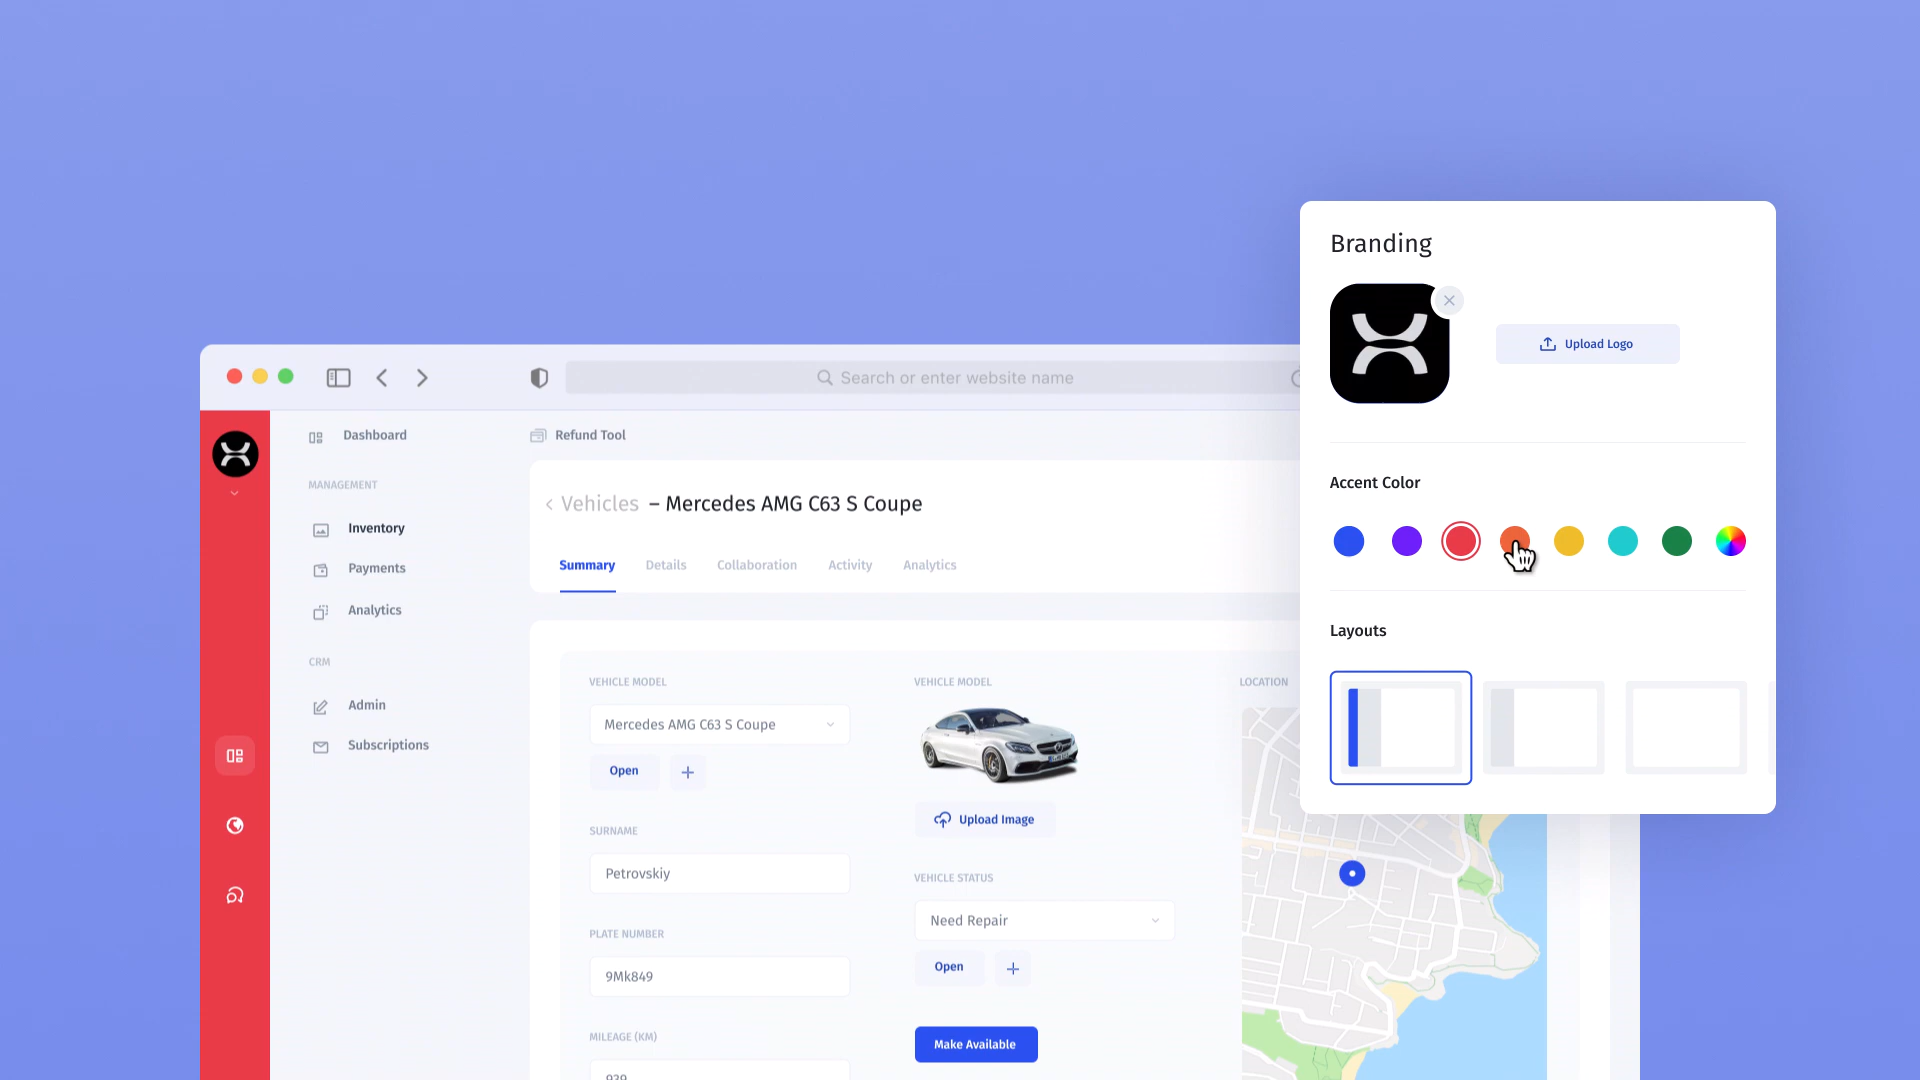 Branding
Upload Logo
Accent Color
Layouts
Search or enter website name
Dashboard
MANAGEMENT
Inventory
Payments
Analytics
CRM
Admin
Subscriptions
Refund Tool
Vehicles – Mercedes AMG C63 S Coupe
Summary Details Collaboration Activity Analytics
VEHICLE MODEL
Mercedes AMG C63 S Coupe
Open
SURNAME
Petrovskiy
PLATE NUMBER
9Mk849
MILEAGE (KM)
939
VEHICLE MODEL
Upload Image
VEHICLE STATUS
Need Repair
Open
Make Available
LOCATION